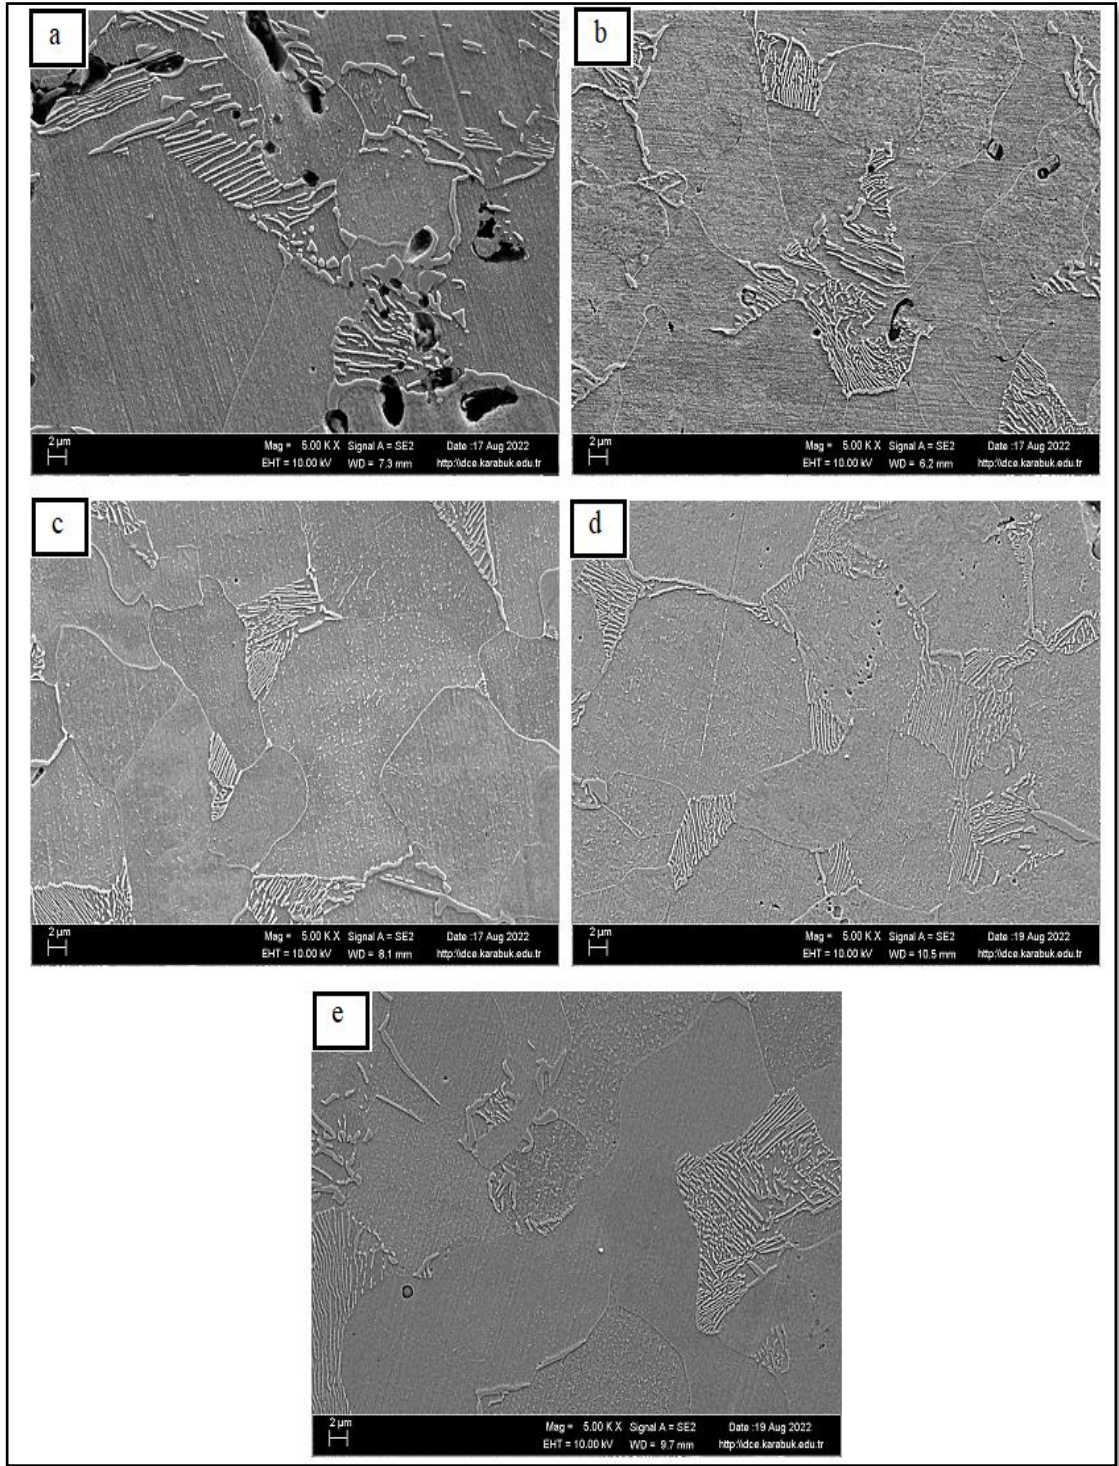 a
2 µm
Mag = 5.00 K X Signal A = SE2 Date :17 Aug 2022
EHT = 10.00 kV WD = 7.3 mm http://idce.karabuk.edu.tr
b
2 µm
Mag = 5.00 K X Signal A = SE2 Date :17 Aug 2022
EHT = 10.00 kV WD = 6.2 mm http://idce.karabuk.edu.tr
c
2 µm
Mag = 5.00 K X Signal A = SE2 Date :17 Aug 2022
EHT = 10.00 kV WD = 8.1 mm http://idce.karabuk.edu.tr
d
2 µm
Mag = 5.00 K X Signal A = SE2 Date :19 Aug 2022
EHT = 10.00 kV WD = 10.5 mm http://idce.karabuk.edu.tr
e
2 µm
Mag = 5.00 K X Signal A = SE2 Date :19 Aug 2022
EHT = 10.00 kV WD = 9.7 mm http://idce.karabuk.edu.tr